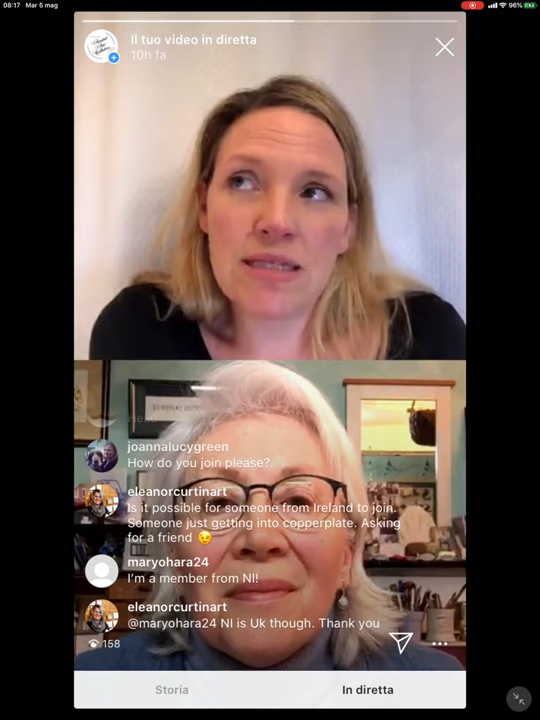 08:17 Mar 5 mag
96%
Il tuo video in diretta
10h fa
joannalucygreen
How do you join please?
eleanorcurtinart
Is it possible for someone from Ireland to join.
Someone just getting into copperplate. Asking
for a friend 😉
maryohara24
I'm a member from NI!
eleanorcurtinart
@maryohara24 NI is Uk though. Thank you
158
Storia
In diretta